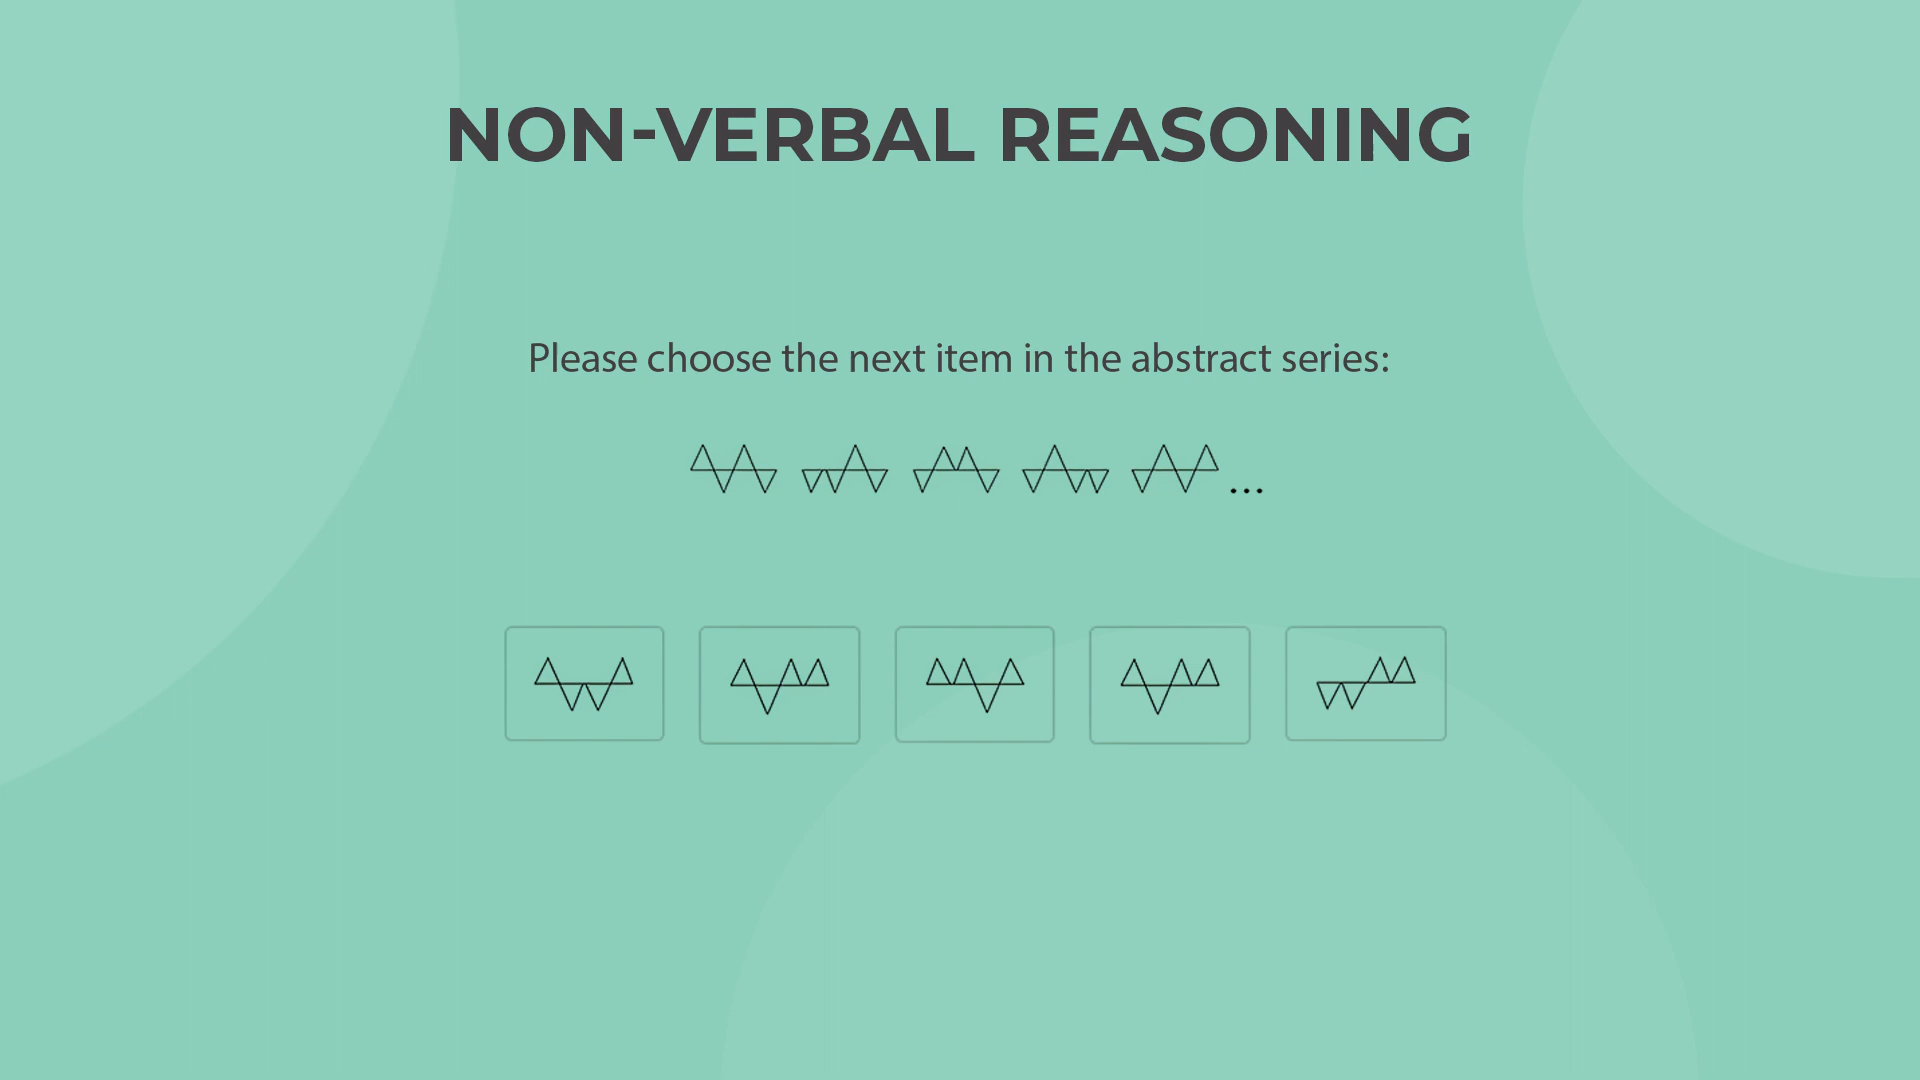 NON-VERBAL REASONING
Please choose the next item in the abstract series:
...